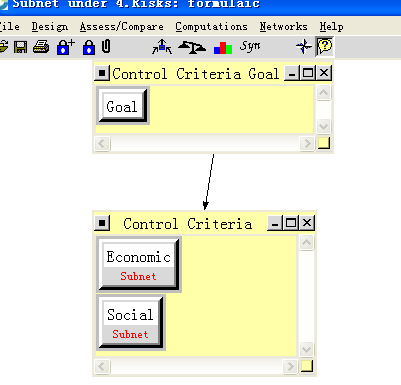 Subnet under 4.Risks: formulaic
ile Design Assess/Compare Computations Networks Help
Syn
Control Criteria Goal
Goal
Control Criteria
Economic
Subnet
Social
Subnet